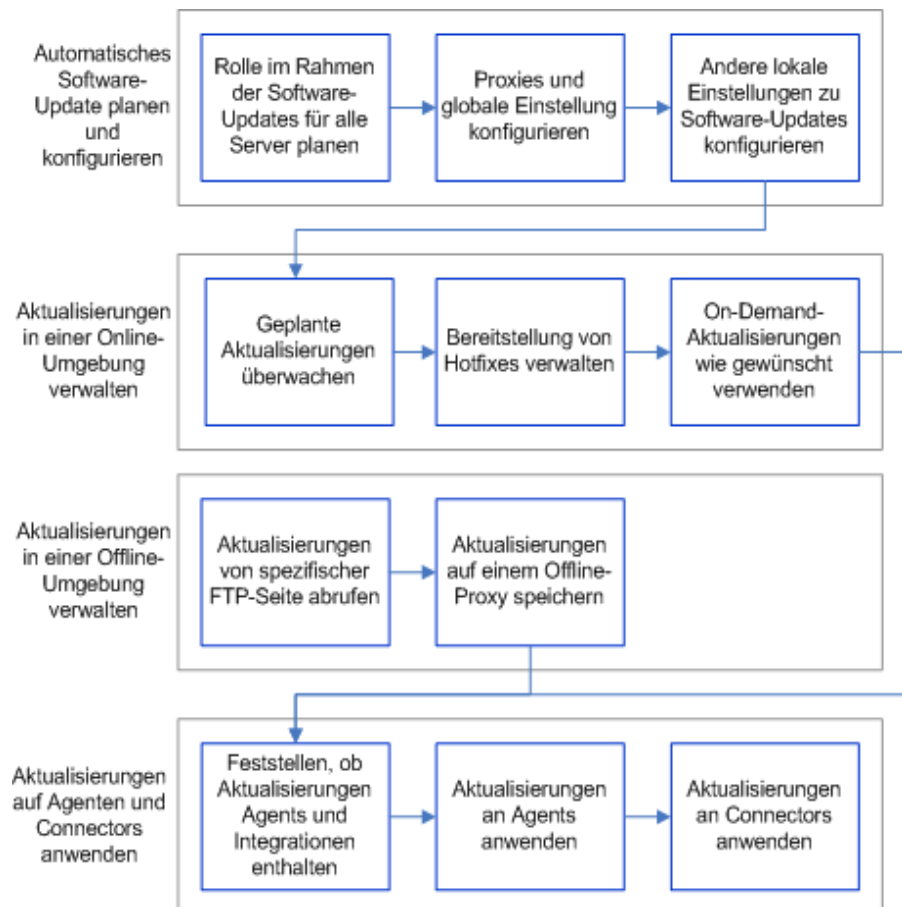 Automatisches
Software-
Update planen
und
konfigurieren
Rolle im Rahmen
der Software-
Updates für alle
Server planen
Proxies und
globale Einstellung
konfigurieren
Andere lokale
Einstellungen zu
Software-Updates
konfigurieren
Aktualisierungen
in einer Online-
Umgebung
verwalten
Geplante
Aktualisierungen
überwachen
Bereitstellung von
Hotfixes verwalten
On-Demand-
Aktualisierungen
wie gewünscht
verwenden
Aktualisierungen
in einer Offline-
Umgebung
verwalten
Aktualisierungen
von spezifischer
FTP-Seite abrufen
Aktualisierungen
auf einem Offline-
Proxy speichern
Aktualisierungen
auf Agenten und
Connectors
anwenden
Feststellen, ob
Aktualisierungen
Agents und
Integrationen
enthalten
Aktualisierungen
an Agents
anwenden
Aktualisierungen
an Connectors
anwenden